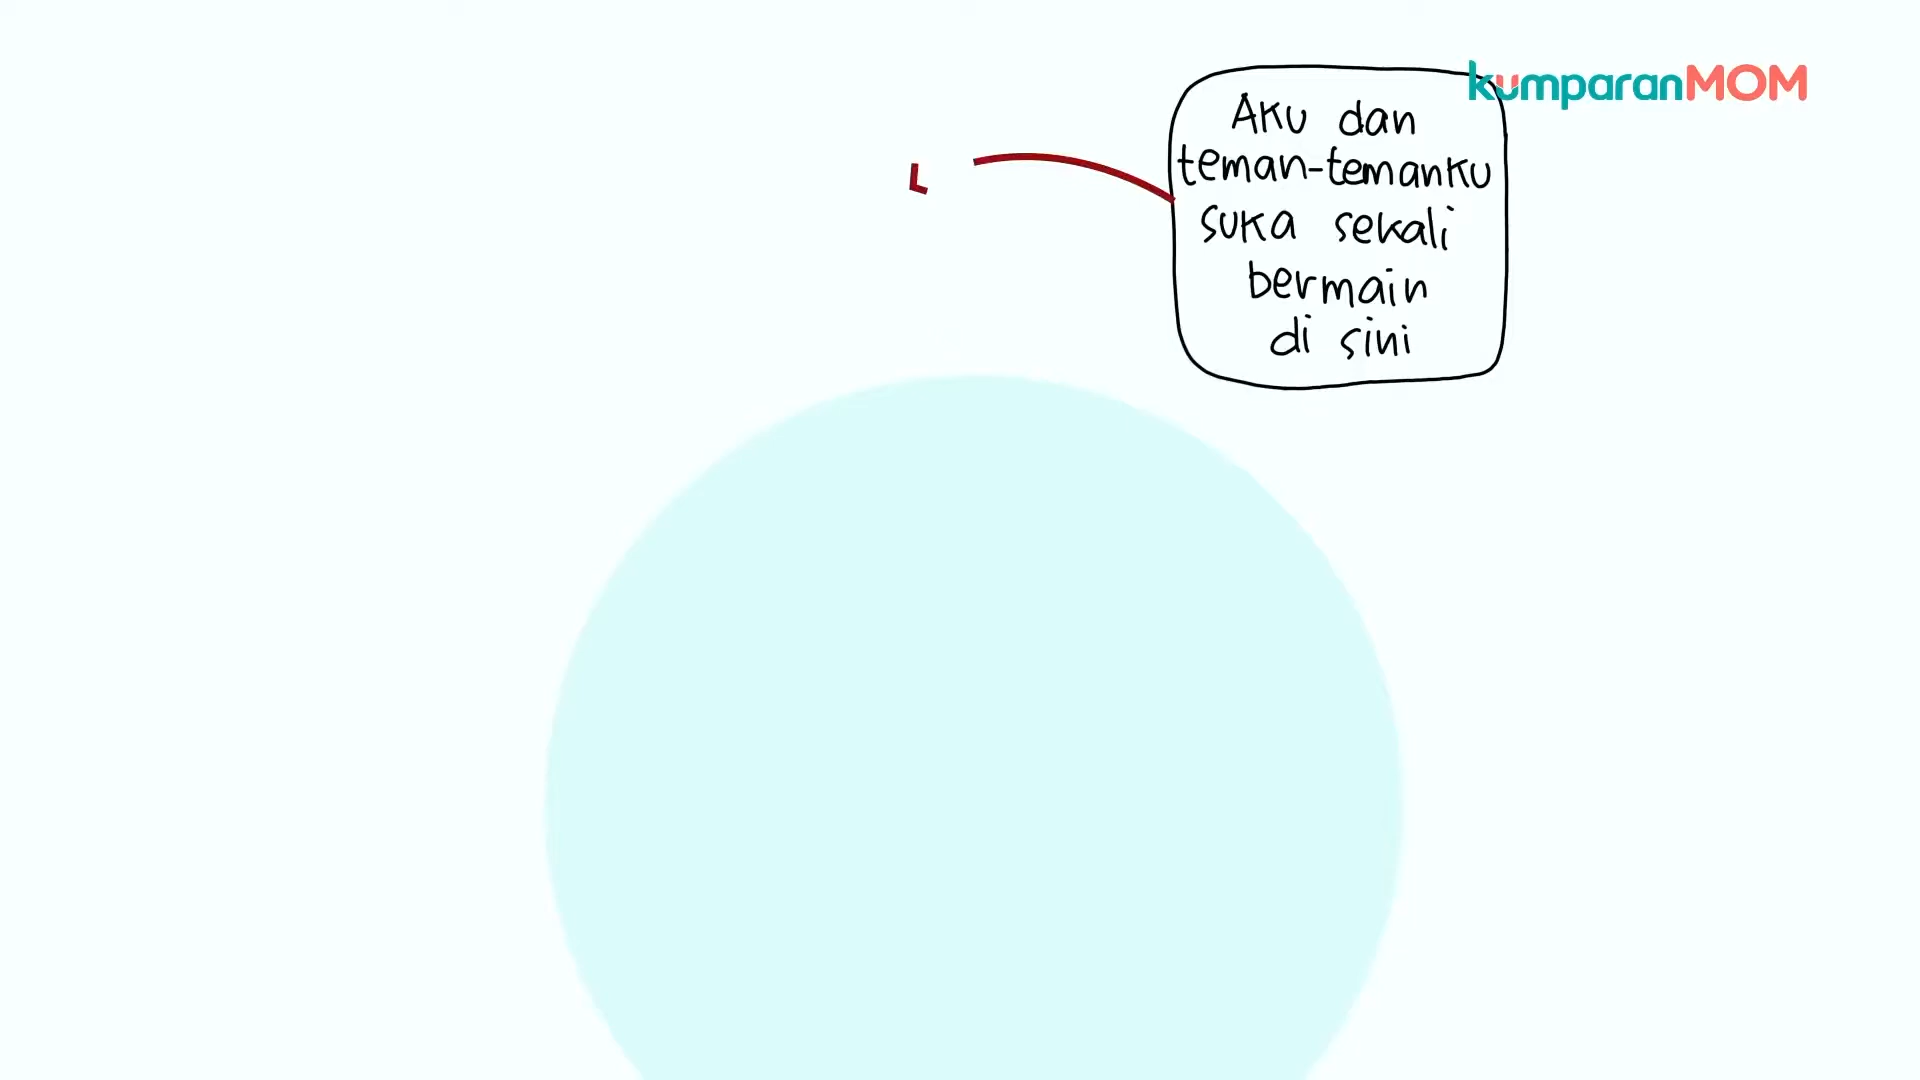 kumparanMOM
Aku dan
teman-temanku
suka sekali
bermain
di sini